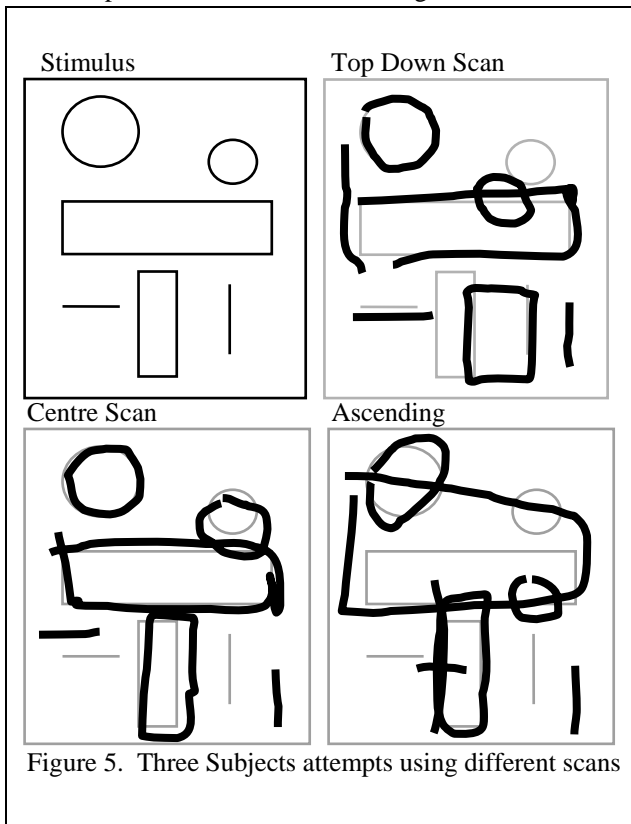 Stimulus
Top Down Scan
Centre Scan
Ascending
Figure 5.  Three Subjects attempts using different scans